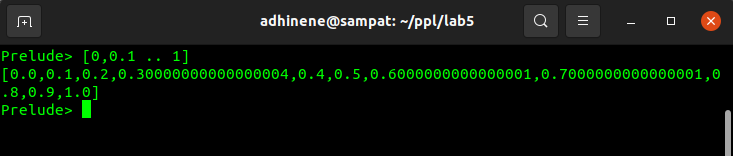 adhinene@sampat: ~/ppl/lab5
Prelude> [0,0.1 .. 1]
[0.0,0.1,0.2,0.30000000000000004,0.4,0.5,0.6000000000000001,0.7000000000000001,0
.8,0.9,1.0]
Prelude>